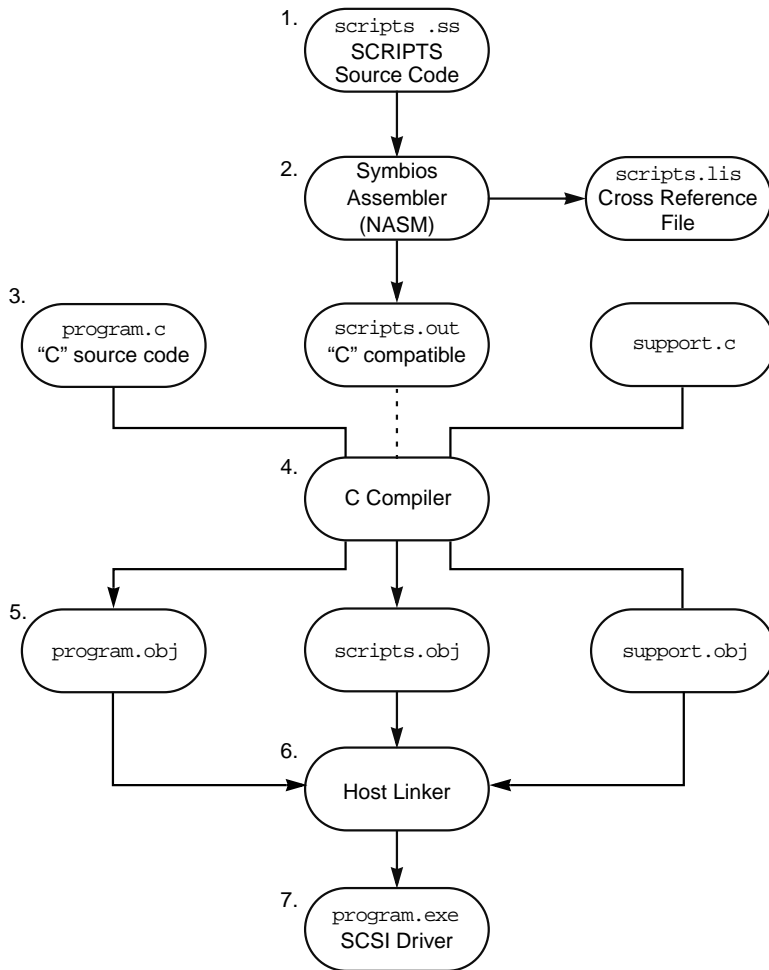 1.
scripts .ss
SCRIPTS
Source Code
2.
Symbios
Assembler
(NASM)
scripts.lis
Cross Reference
File
3.
program.c
“C” source code
scripts.out
“C” compatible
support.c
4.
C Compiler
5.
program.obj
scripts.obj
support.obj
6.
Host Linker
7.
program.exe
SCSI Driver